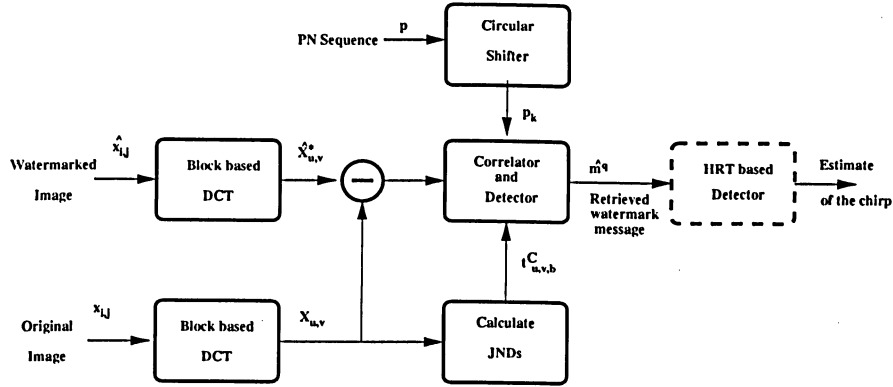 p
PN Sequence
Circular
Shifter
p_k
x̂_i,j
Watermarked
Image
Block based
DCT
X̂*_u,v
−
Correlator
and
Detector
m̂^q
Retrieved
watermark
message
HRT based
Detector
Estimate
of the chirp
t^C_u,v,b
x_i,j
Original
Image
Block based
DCT
X_u,v
Calculate
JNDs